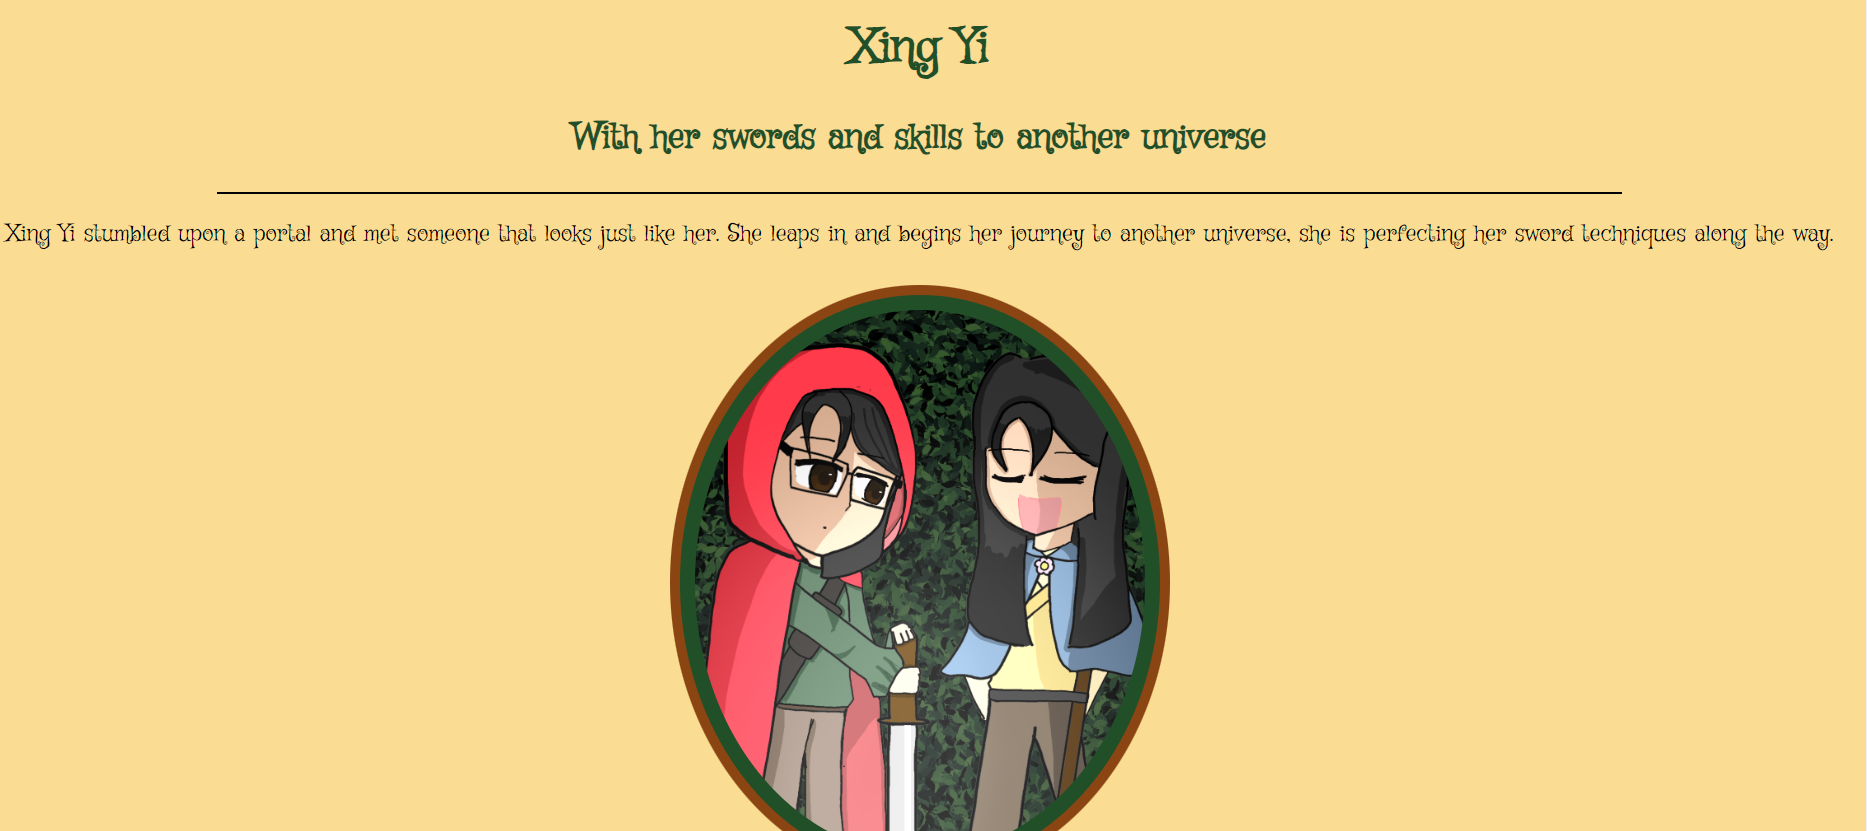 Xing Yi
With her swords and skills to another universe
Xing Yi stumbled upon a portal and met someone that looks just like her. She leaps in and begins her journey to another universe, she is perfecting her sword techniques along the way.